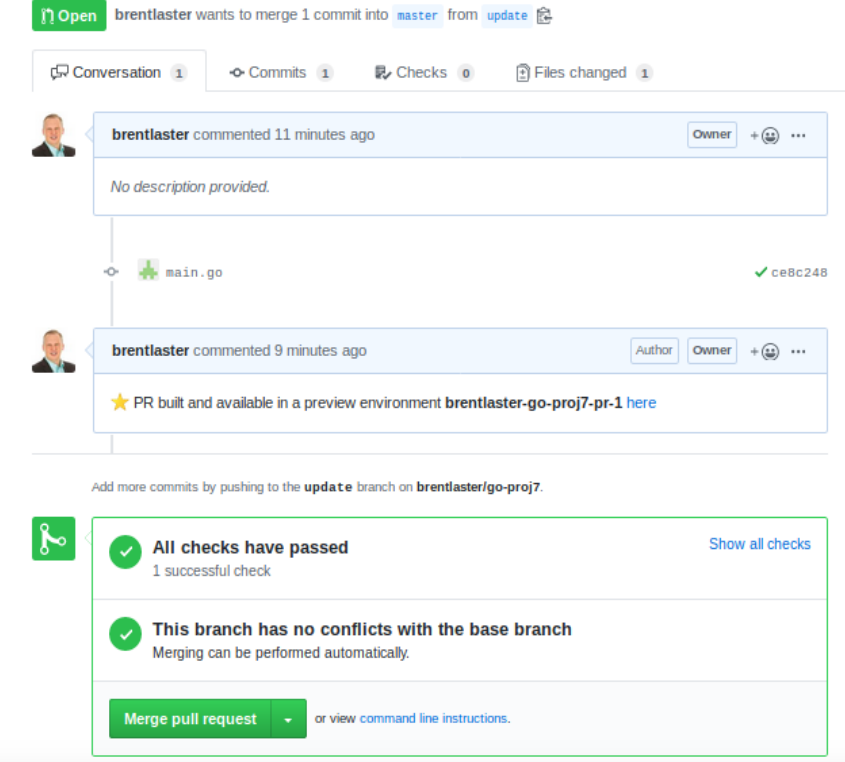 Open brentlaster wants to merge 1 commit into master from update
Conversation 1 Commits 1 Checks 0 Files changed 1
brentlaster commented 11 minutes ago Owner
No description provided.
main.go ce8c248
brentlaster commented 9 minutes ago Author Owner
PR built and available in a preview environment brentlaster-go-proj7-pr-1 here
Add more commits by pushing to the update branch on brentlaster/go-proj7.
All checks have passed Show all checks
1 successful check
This branch has no conflicts with the base branch
Merging can be performed automatically.
Merge pull request or view command line instructions.